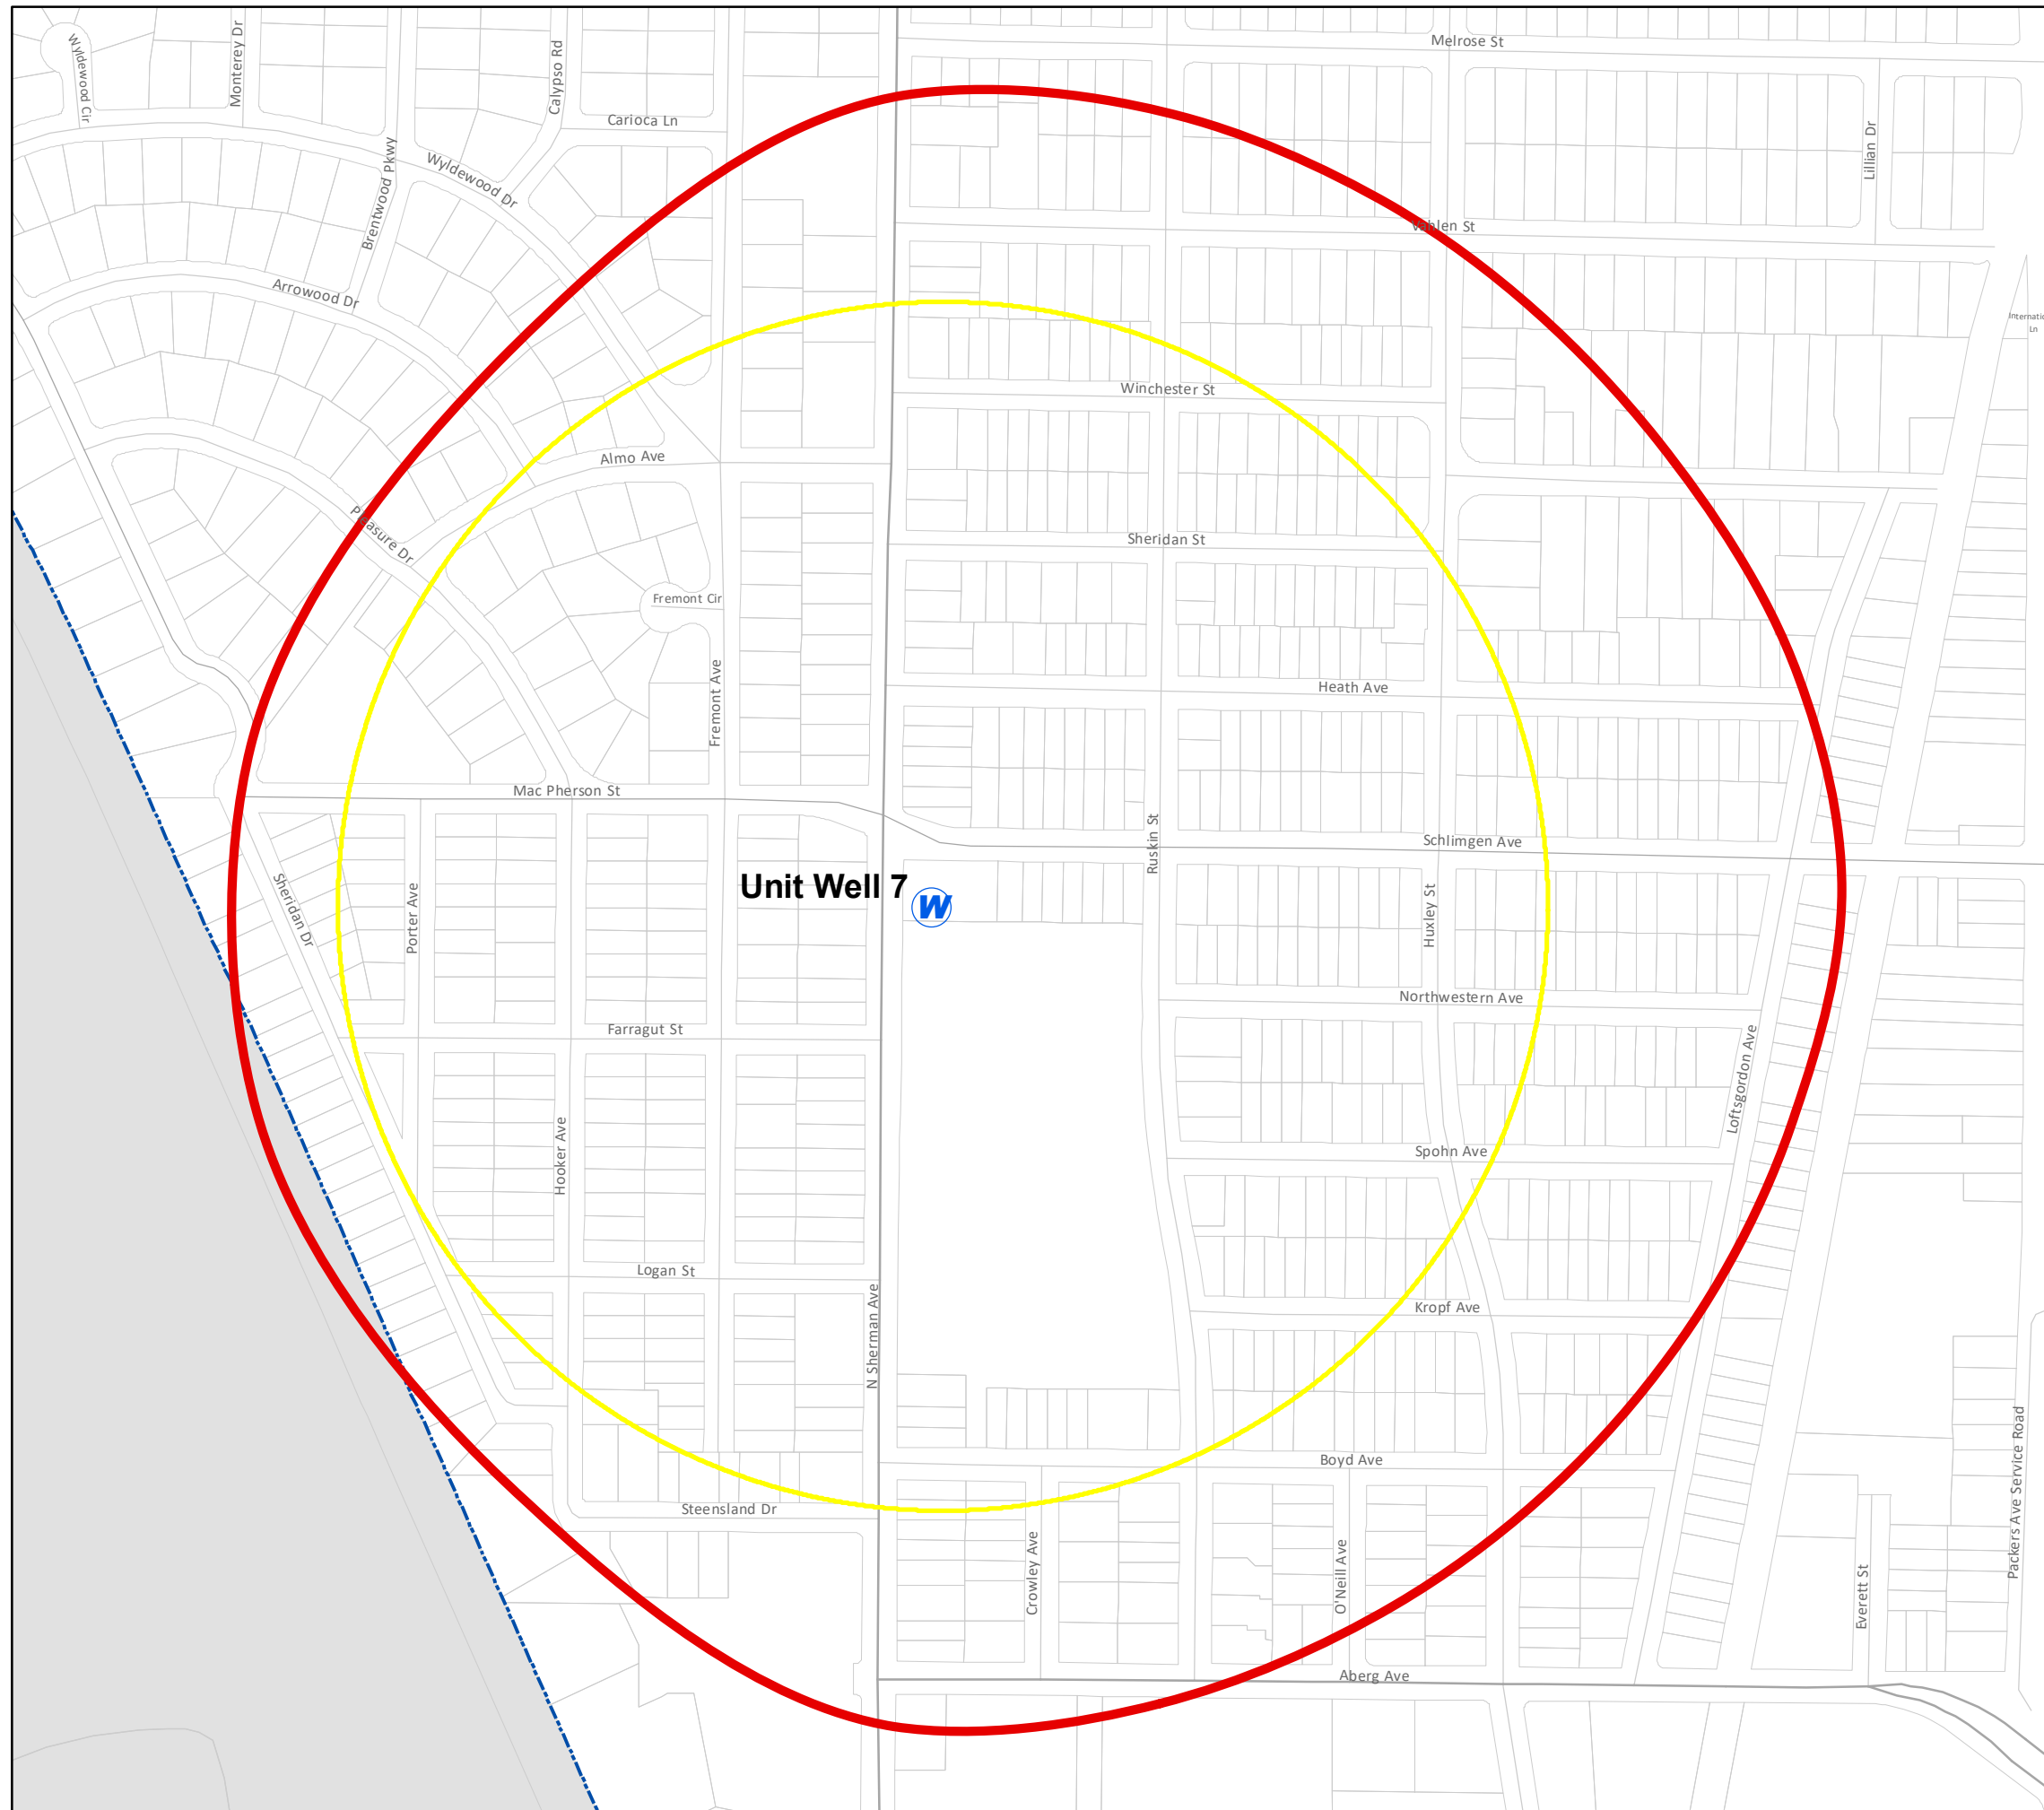 Melrose St
Wyldewood Cir
Monterey Dr
Calypso Rd
Carioca Ln
Lillian Dr
Brentwood Pkwy
Wyldewood Dr
Vahlen St
Arrowood Dr
Ln
Winchester St
Almo Ave
Pleasure Dr
Sheridan St
Fremont Cir
Fremont Ave
Heath Ave
Mac Pherson St
Ruskin St
Schlimgen Ave
Unit Well 7
W
Sheridan Dr
Porter Ave
Huxley St
Northwestern Ave
Farragut St
Loftsgordon Ave
Hooker Ave
Spohn Ave
Logan St
N Sherman Ave
Kropf Ave
Boyd Ave
Packers Ave Service Road
Steensland Dr
Crowley Ave
O'Neill Ave
Everett St
Aberg Ave